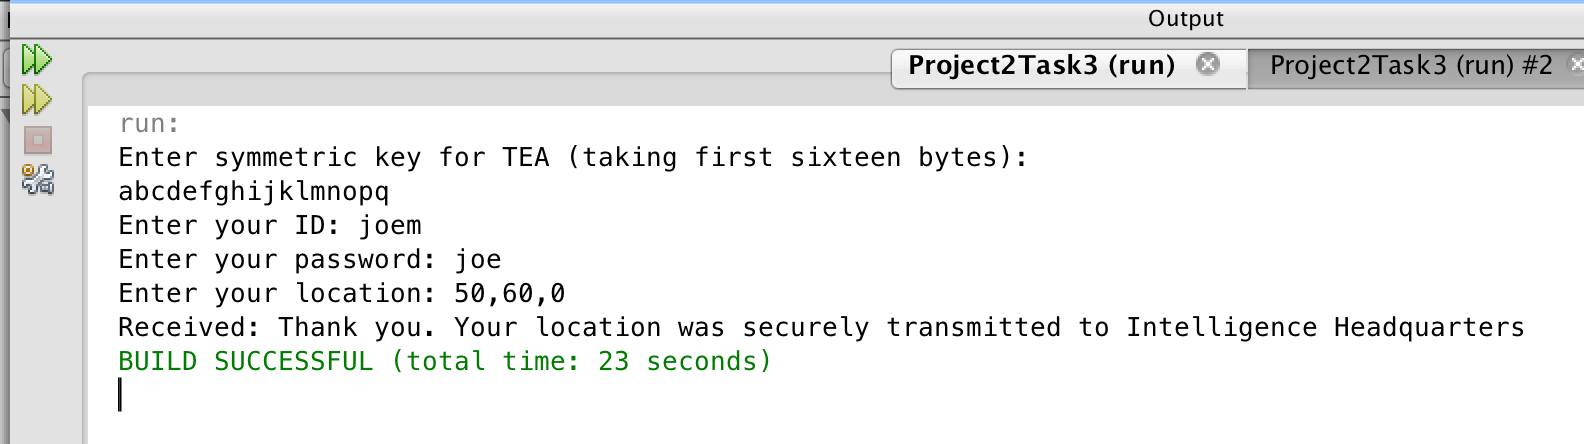 Output
Project2Task3 (run) Project2Task3 (run) #2
run:
Enter symmetric key for TEA (taking first sixteen bytes):
abcdefghijklmnopq
Enter your ID: joem
Enter your password: joe
Enter your location: 50,60,0
Received: Thank you. Your location was securely transmitted to Intelligence Headquarters
BUILD SUCCESSFUL (total time: 23 seconds)